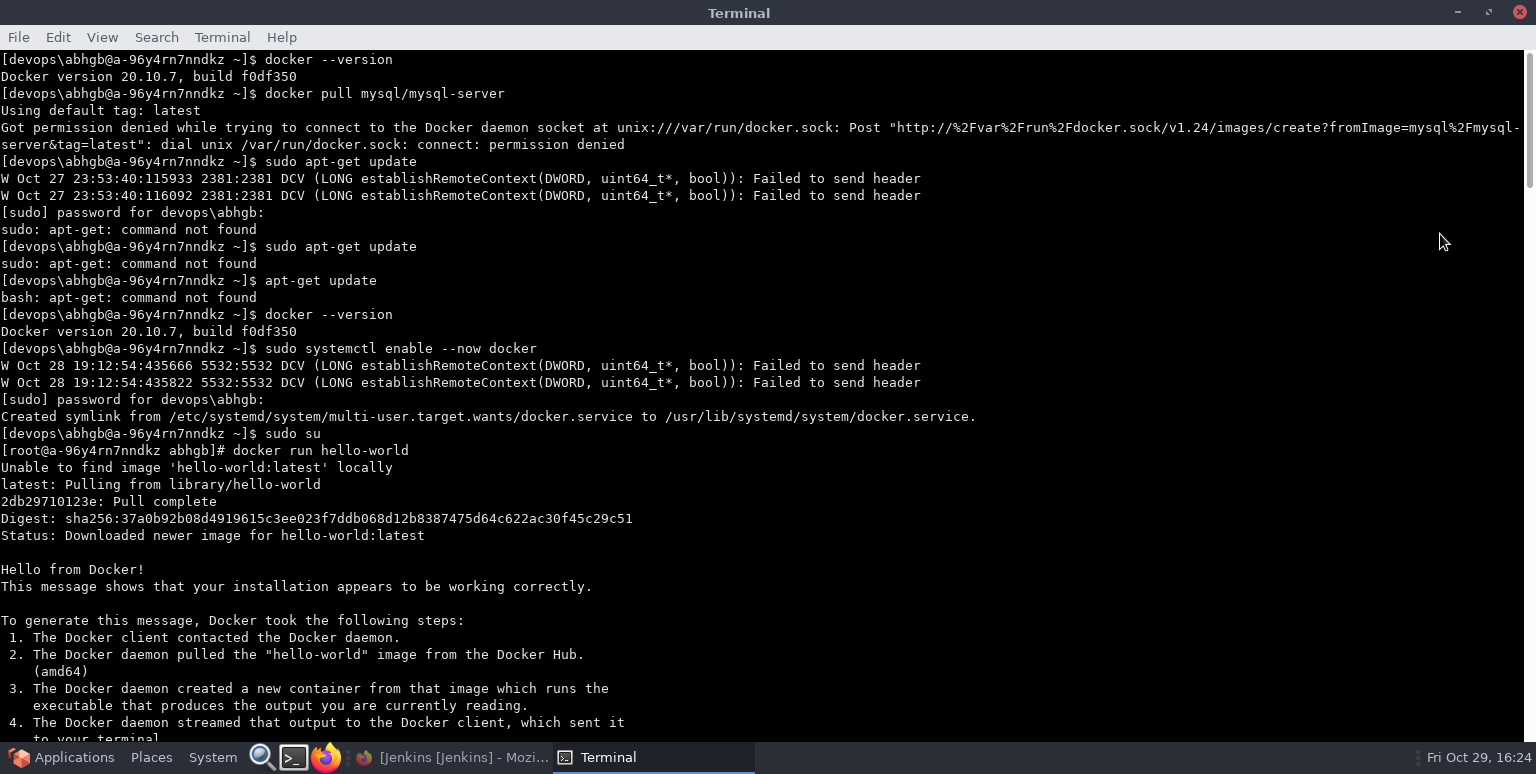 Terminal
File Edit View Search Terminal Help
[devops\abhgb@a-96y4rn7nndkz ~]$ docker --version
Docker version 20.10.7, build f0df350
[devops\abhgb@a-96y4rn7nndkz ~]$ docker pull mysql/mysql-server
Using default tag: latest
Got permission denied while trying to connect to the Docker daemon socket at unix:///var/run/docker.sock: Post "http://%2Fvar%2Frun%2Fdocker.sock/v1.24/images/create?fromImage=mysql%2Fmysql-
server&tag=latest": dial unix /var/run/docker.sock: connect: permission denied
[devops\abhgb@a-96y4rn7nndkz ~]$ sudo apt-get update
W Oct 27 23:53:40:115933 2381:2381 DCV (LONG establishRemoteContext(DWORD, uint64_t*, bool)): Failed to send header
W Oct 27 23:53:40:116092 2381:2381 DCV (LONG establishRemoteContext(DWORD, uint64_t*, bool)): Failed to send header
[sudo] password for devops\abhgb:
sudo: apt-get: command not found
[devops\abhgb@a-96y4rn7nndkz ~]$ sudo apt-get update
sudo: apt-get: command not found
[devops\abhgb@a-96y4rn7nndkz ~]$ apt-get update
bash: apt-get: command not found
[devops\abhgb@a-96y4rn7nndkz ~]$ docker --version
Docker version 20.10.7, build f0df350
[devops\abhgb@a-96y4rn7nndkz ~]$ sudo systemctl enable --now docker
W Oct 28 19:12:54:435666 5532:5532 DCV (LONG establishRemoteContext(DWORD, uint64_t*, bool)): Failed to send header
W Oct 28 19:12:54:435822 5532:5532 DCV (LONG establishRemoteContext(DWORD, uint64_t*, bool)): Failed to send header
[sudo] password for devops\abhgb:
Created symlink from /etc/systemd/system/multi-user.target.wants/docker.service to /usr/lib/systemd/system/docker.service.
[devops\abhgb@a-96y4rn7nndkz ~]$ sudo su
[root@a-96y4rn7nndkz abhgb]# docker run hello-world
Unable to find image 'hello-world:latest' locally
latest: Pulling from library/hello-world
2db29710123e: Pull complete
Digest: sha256:37a0b92b08d4919615c3ee023f7ddb068d12b8387475d64c622ac30f45c29c51
Status: Downloaded newer image for hello-world:latest
Hello from Docker!
This message shows that your installation appears to be working correctly.
To generate this message, Docker took the following steps:
1. The Docker client contacted the Docker daemon.
2. The Docker daemon pulled the "hello-world" image from the Docker Hub.
(amd64)
3. The Docker daemon created a new container from that image which runs the
executable that produces the output you are currently reading.
4. The Docker daemon streamed that output to the Docker client, which sent it
to your terminal
Applications Places System [Jenkins [Jenkins] - Mozi... Terminal Fri Oct 29, 16:24